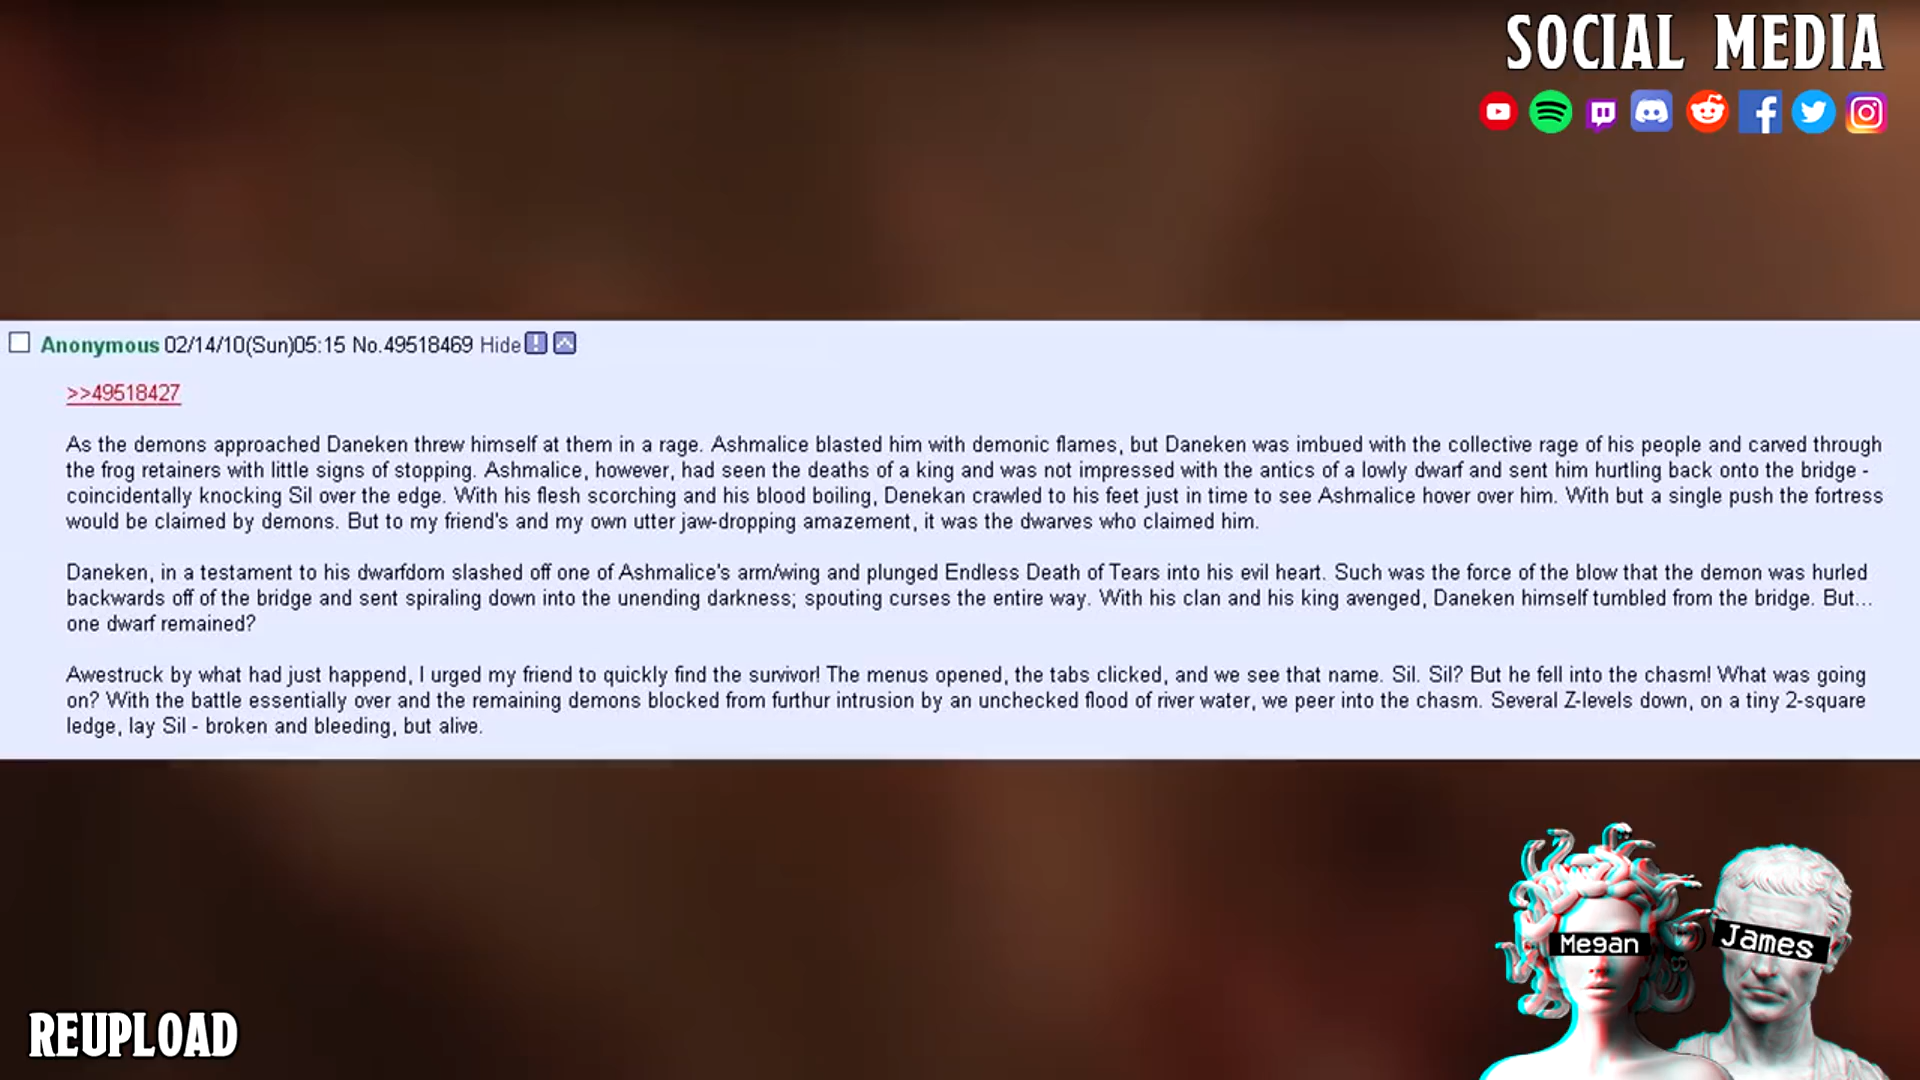 SOCIAL MEDIA
Anonymous 02/14/10(Sun)05:15 No.49518469 Hide
>>49518427
As the demons approached Daneken threw himself at them in a rage. Ashmalice blasted him with demonic flames, but Daneken was imbued with the collective rage of his people and carved through
the frog retainers with little signs of stopping. Ashmalice, however, had seen the deaths of a king and was not impressed with the antics of a lowly dwarf and sent him hurtling back onto the bridge -
coincidentally knocking Sil over the edge. With his flesh scorching and his blood boiling, Denekan crawled to his feet just in time to see Ashmalice hover over him. With but a single push the fortress
would be claimed by demons. But to my friend's and my own utter jaw-dropping amazement, it was the dwarves who claimed him.
Daneken, in a testament to his dwarfdom slashed off one of Ashmalice's arm/wing and plunged Endless Death of Tears into his evil heart. Such was the force of the blow that the demon was hurled
backwards off of the bridge and sent spiraling down into the unending darkness; spouting curses the entire way. With his clan and his king avenged, Daneken himself tumbled from the bridge. But...
one dwarf remained?
Awestruck by what had just happend, I urged my friend to quickly find the survivor! The menus opened, the tabs clicked, and we see that name. Sil. Sil? But he fell into the chasm! What was going
on? With the battle essentially over and the remaining demons blocked from furthur intrusion by an unchecked flood of river water, we peer into the chasm. Several Z-levels down, on a tiny 2-square
ledge, lay Sil - broken and bleeding, but alive.
Megan
James
REUPLOAD